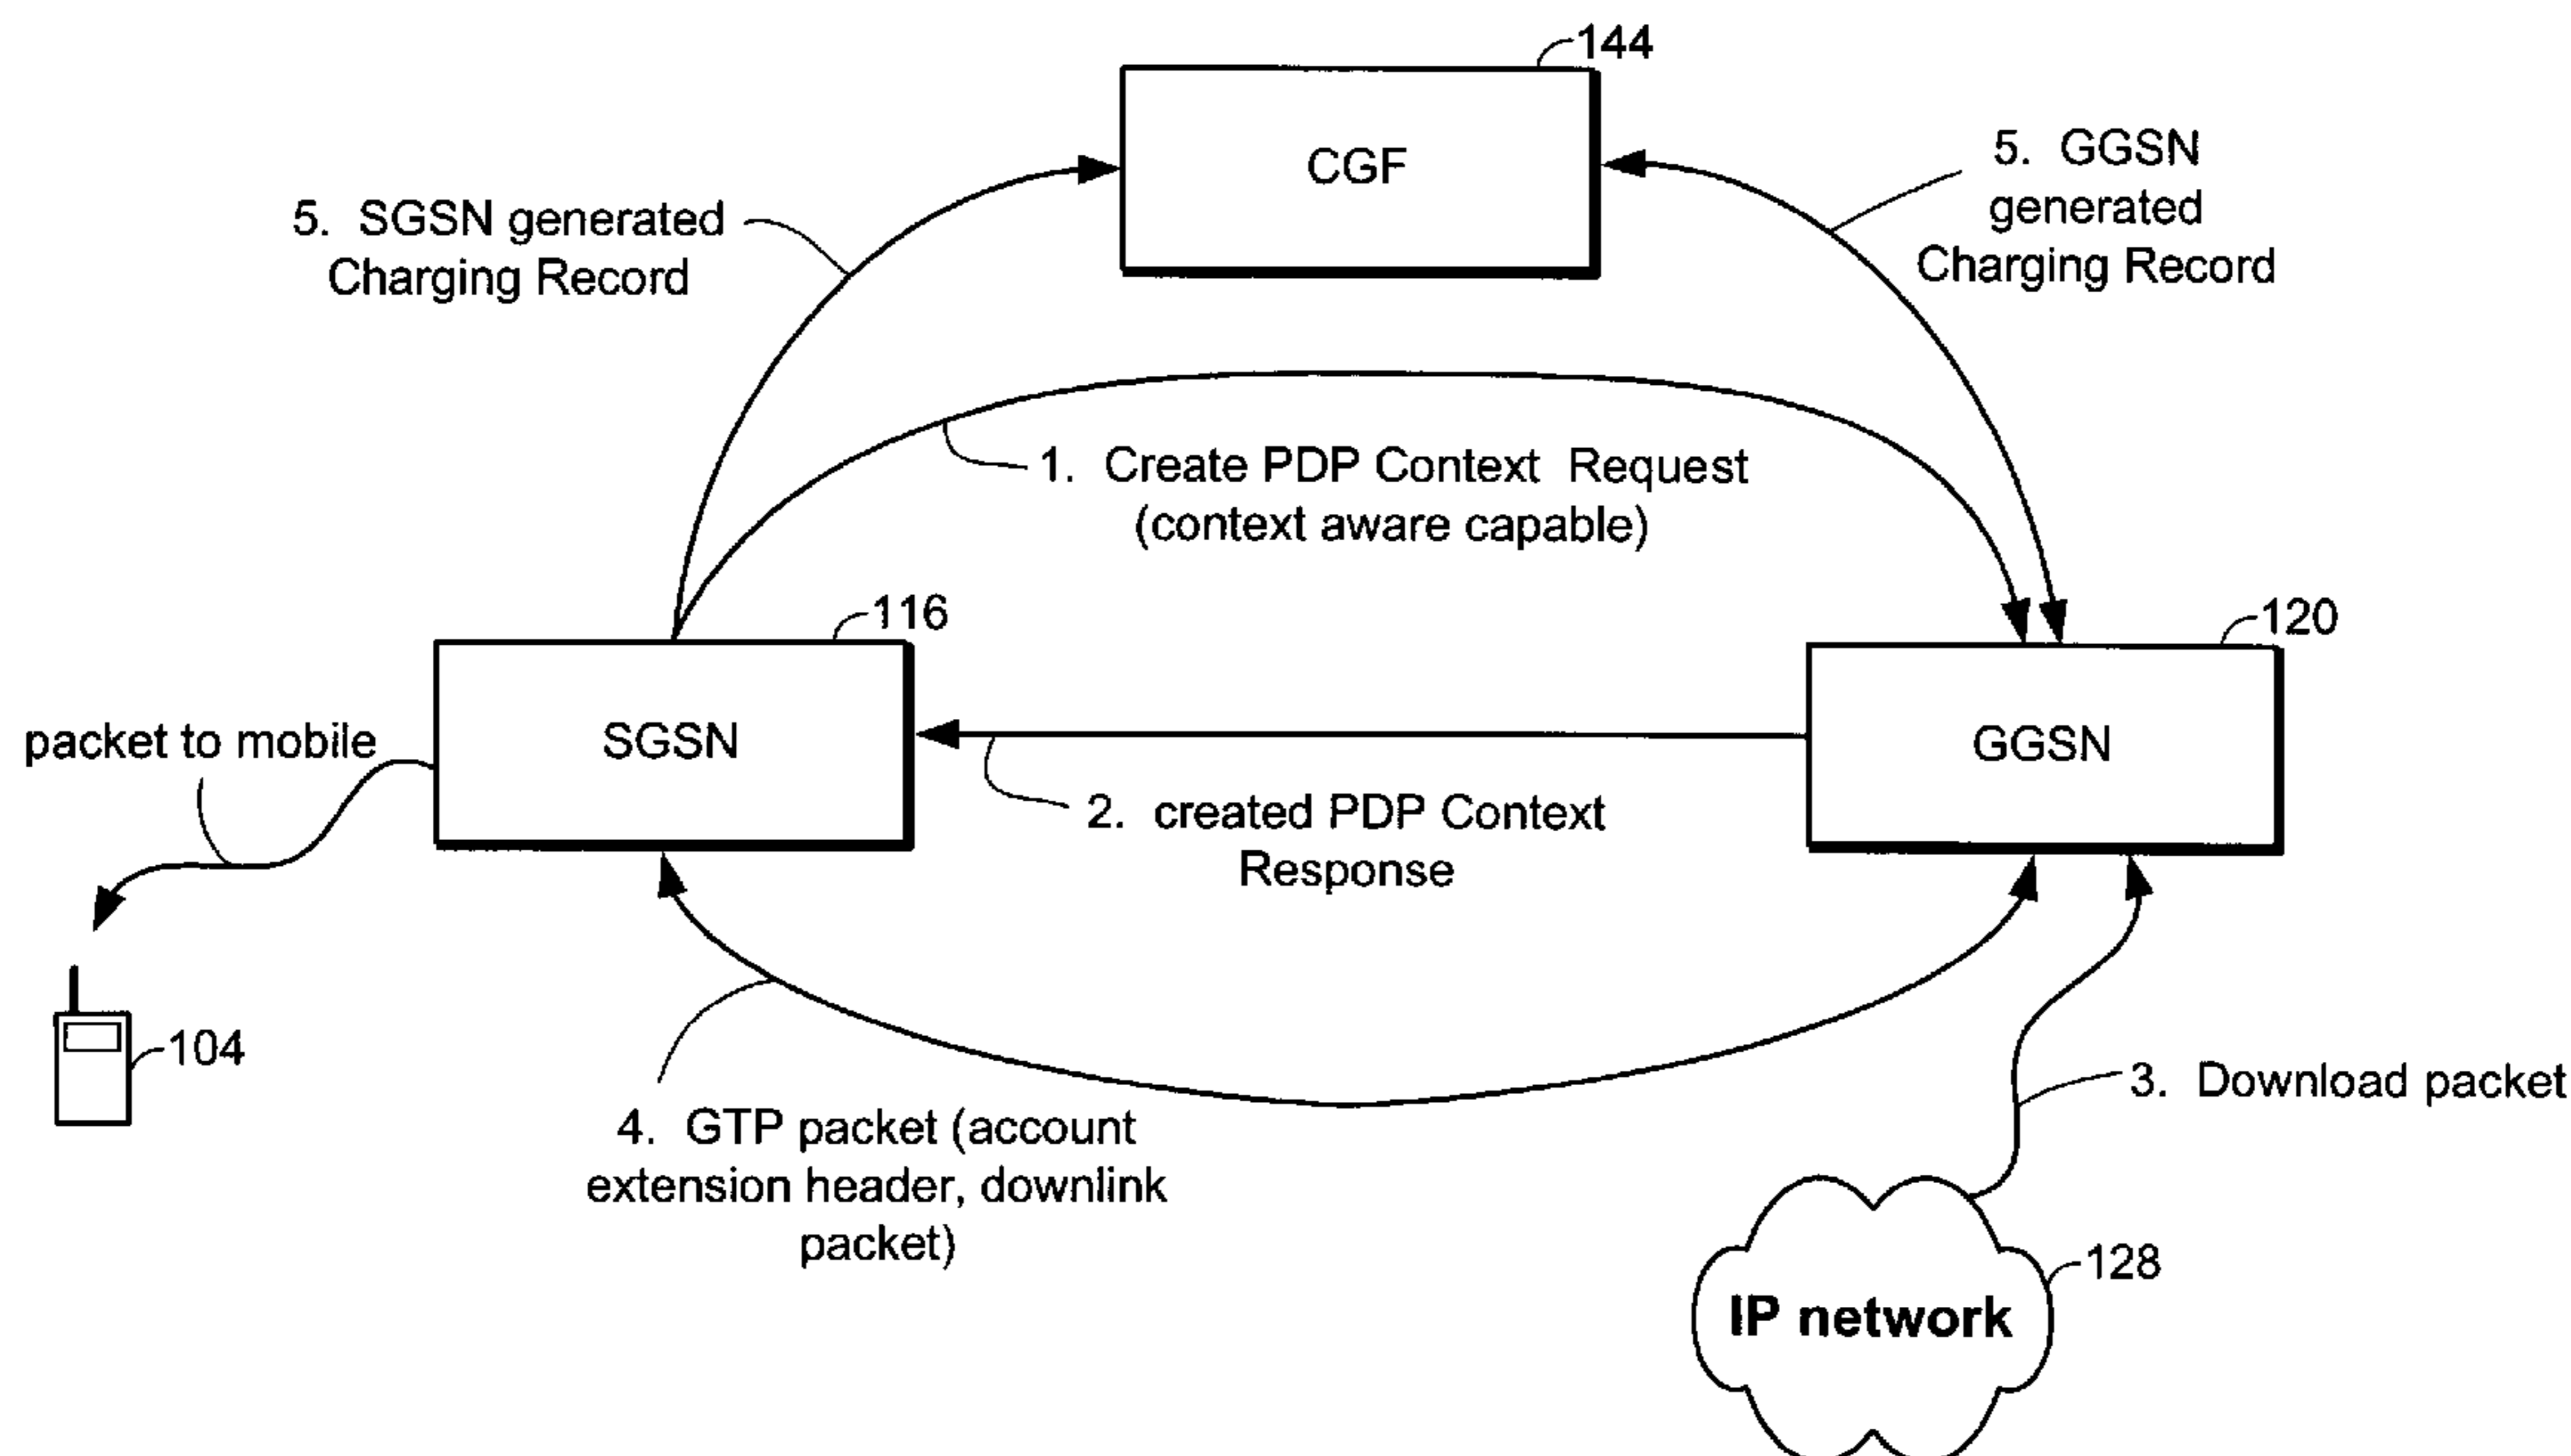 144
CGF
5. GGSN
generated
Charging Record
5. SGSN generated
Charging Record
1. Create PDP Context Request
(context aware capable)
116
120
SGSN
GGSN
packet to mobile
2. created PDP Context
Response
104
3. Download packet
4. GTP packet (account
extension header, downlink
packet)
128
IP network